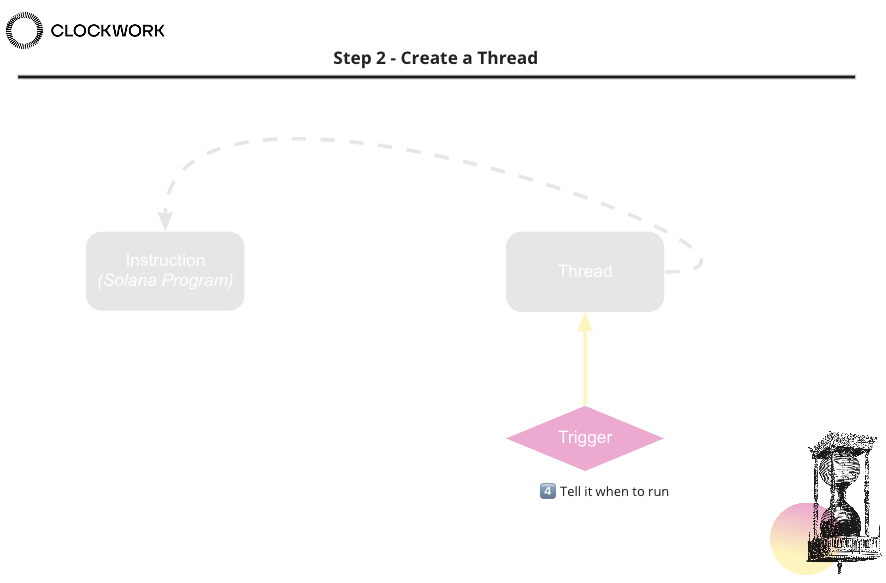 CLOCKWORK
Step 2 - Create a Thread
Instruction
(Solana Program)
Thread
Trigger
4 Tell it when to run